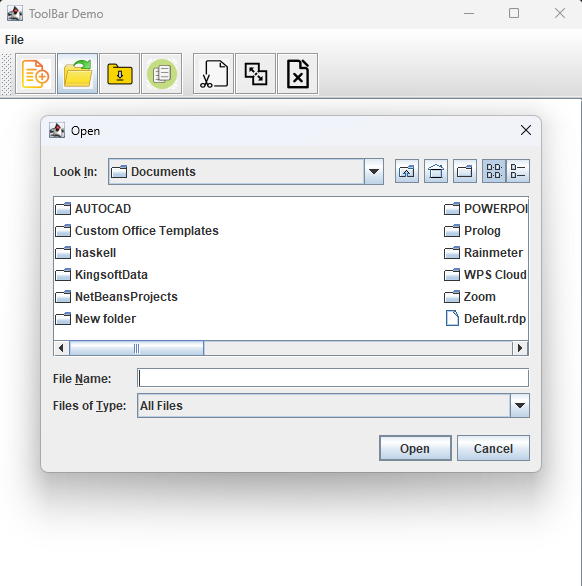 ToolBar Demo
File
Open
Look In: Documents
AUTOCAD
Custom Office Templates
haskell
KingsoftData
NetBeansProjects
New folder
POWERPOI
Prolog
Rainmeter
WPS Cloud
Zoom
Default.rdp
File Name:
Files of Type: All Files
Open Cancel